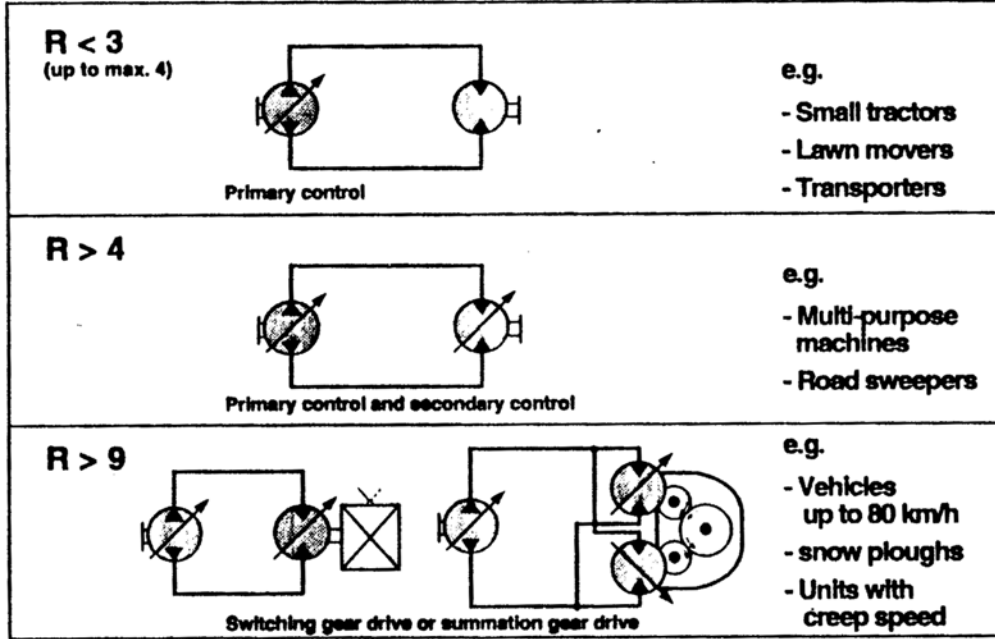 R < 3
(up to max. 4)
Primary control
e.g.
- Small tractors
- Lawn movers
- Transporters
R > 4
Primary control and secondary control
e.g.
- Multi-purpose
machines
- Road sweepers
R > 9
Switching gear drive or summation gear drive
e.g.
- Vehicles
up to 80 km/h
- snow ploughs
- Units with
creep speed